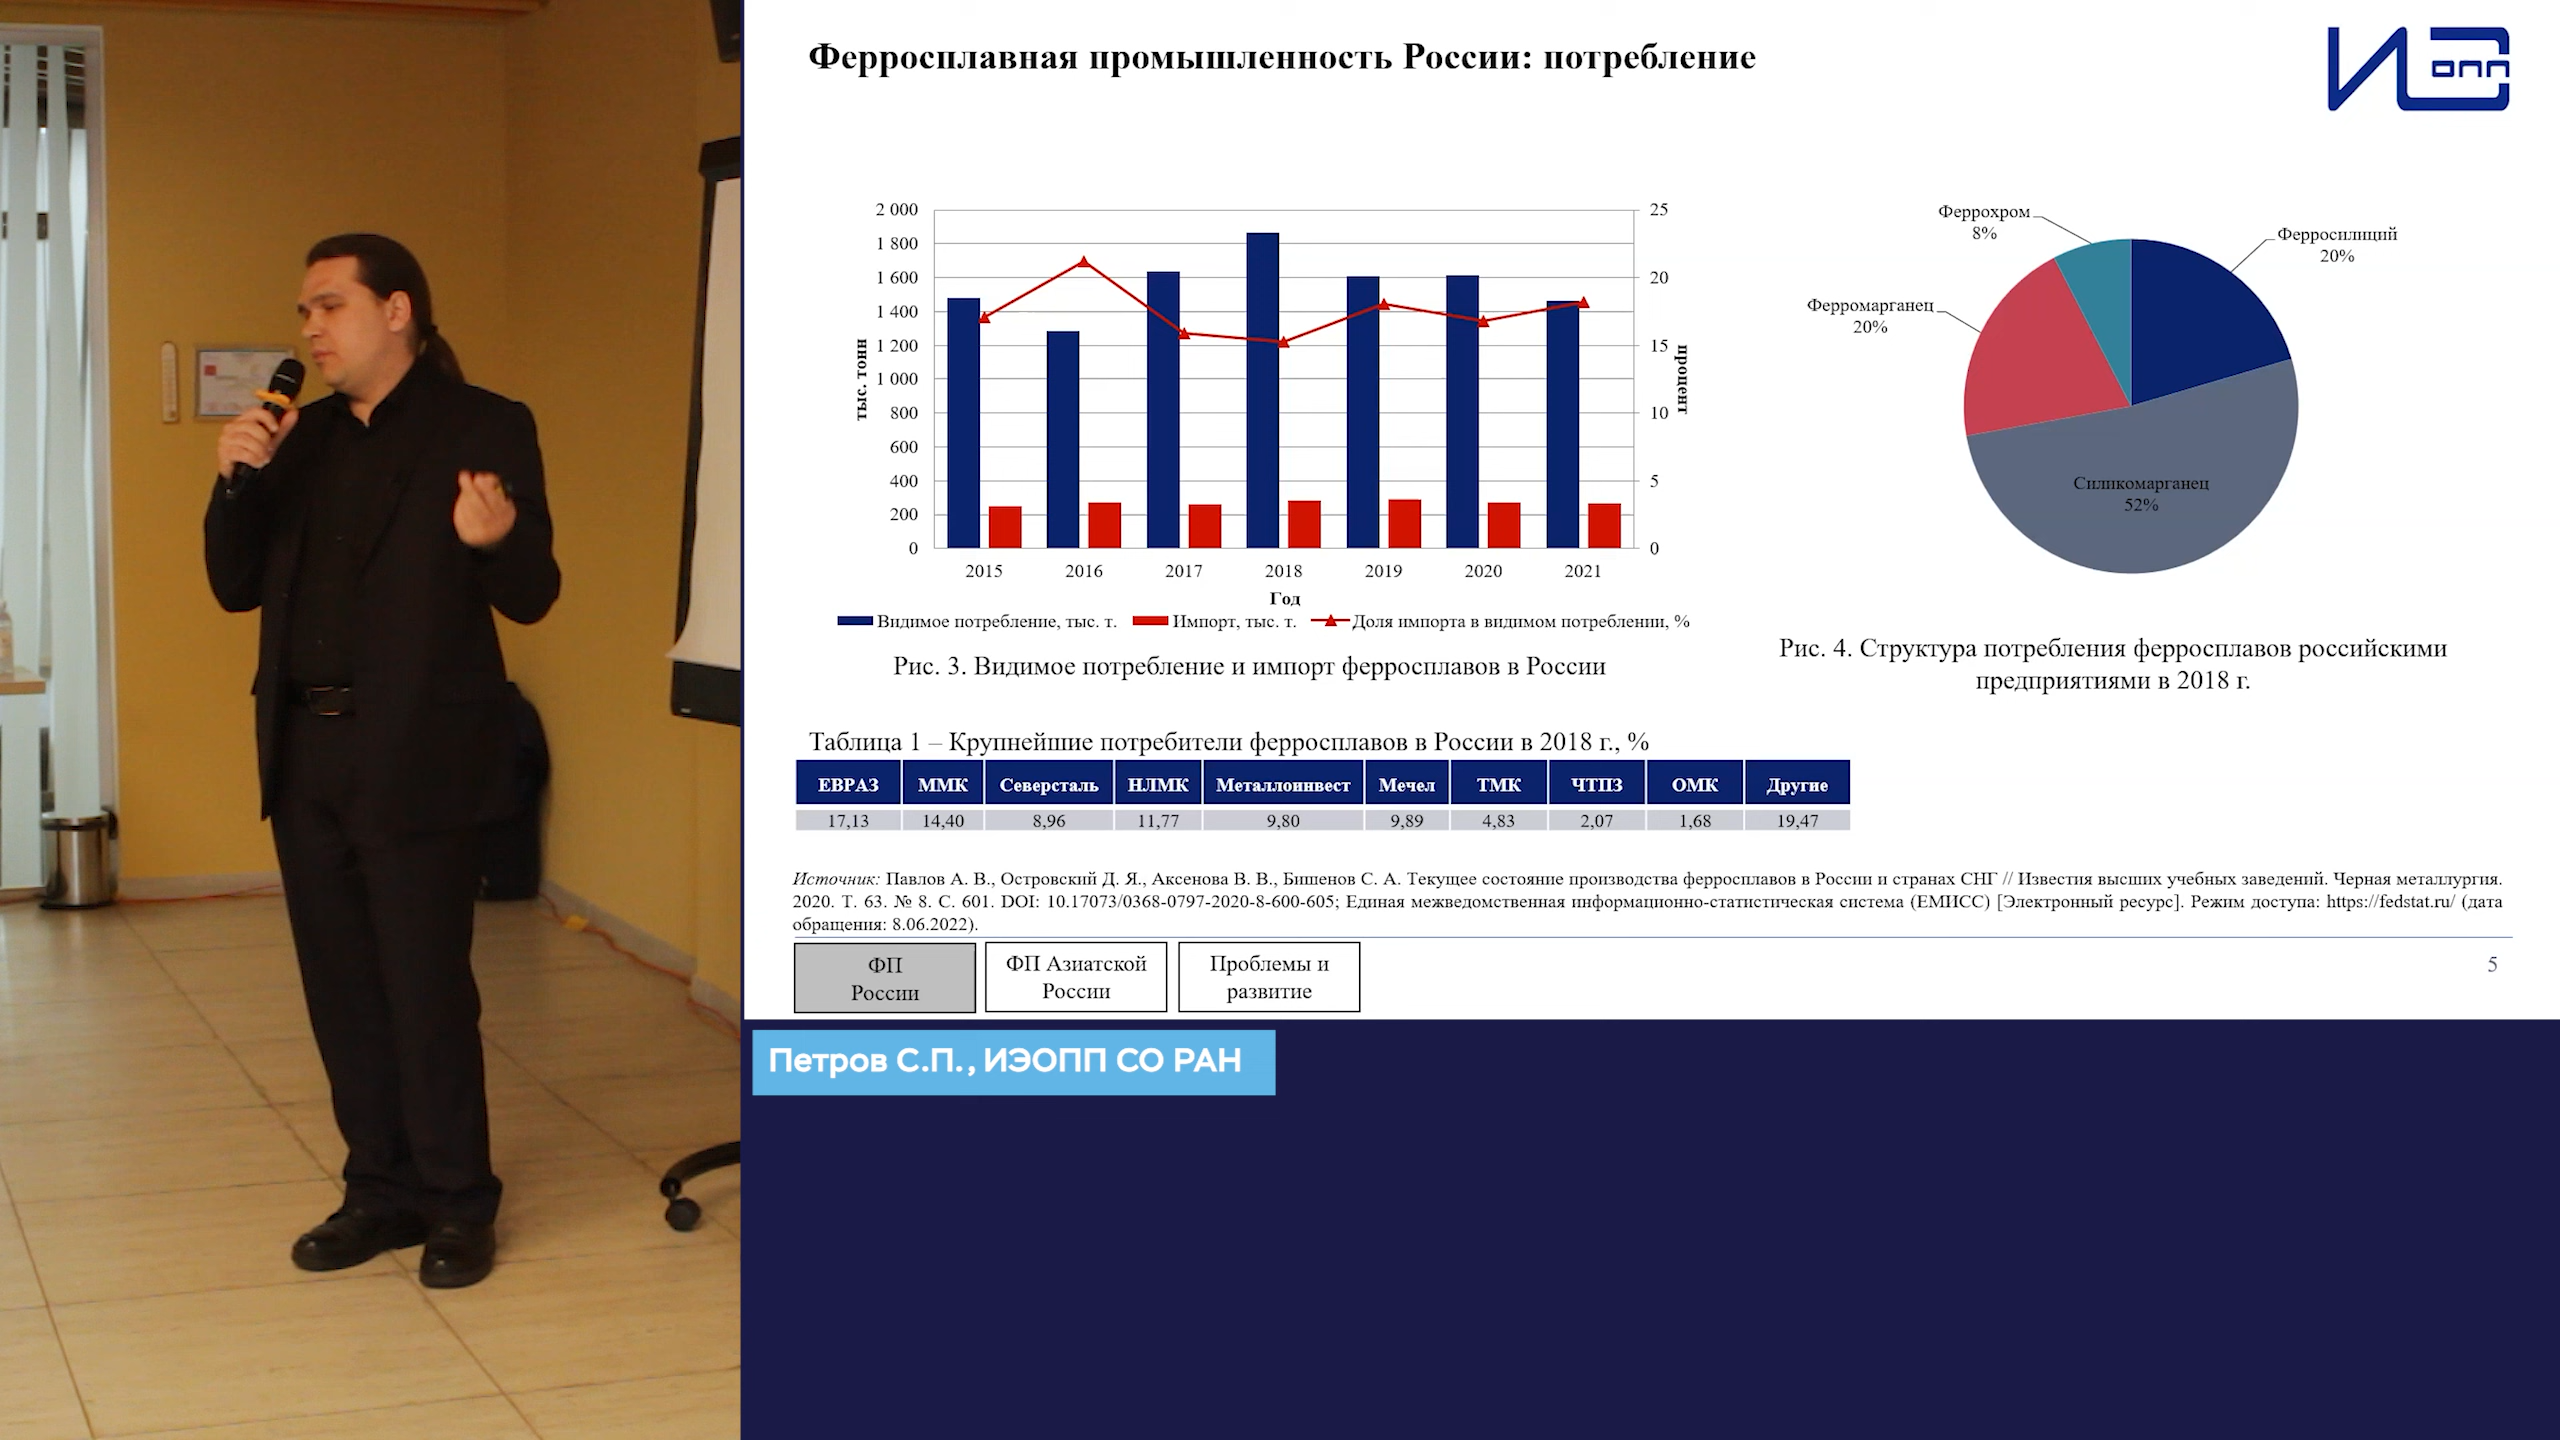 Ферросплавная промышленность России: потребление
ИЭ
опп
2 000
1 800
1 600
1 400
1 200
1 000
800
600
400
200
0
тыс. тонн
25
20
15
10
5
0
процент
2015 2016 2017 2018 2019 2020 2021
Год
Видимое потребление, тыс. т. Импорт, тыс. т. Доля импорта в видимом потреблении, %
Рис. 3. Видимое потребление и импорт ферросплавов в России
Феррохром
8%
Ферросилиций
20%
Ферромарганец
20%
Силикомарганец
52%
Рис. 4. Структура потребления ферросплавов российскими
предприятиями в 2018 г.
Таблица 1 – Крупнейшие потребители ферросплавов в России в 2018 г., %
ЕВРАЗ ММК Северсталь НЛМК Металлоинвест Мечел ТМК ЧТПЗ ОМК Другие
17,13 14,40 8,96 11,77 9,80 9,89 4,83 2,07 1,68 19,47
Источник: Павлов А. В., Островский Д. Я., Аксенова В. В., Бишенов С. А. Текущее состояние производства ферросплавов в России и странах СНГ // Известия высших учебных заведений. Черная металлургия.
2020. Т. 63. № 8. С. 601. DOI: 10.17073/0368-0797-2020-8-600-605; Единая межведомственная информационно-статистическая система (ЕМИСС) [Электронный ресурс]. Режим доступа: https://fedstat.ru/ (дата
обращения: 8.06.2022).
ФП
России
ФП Азиатской
России
Проблемы и
развитие
5
Петров С.П., ИЭОПП СО РАН